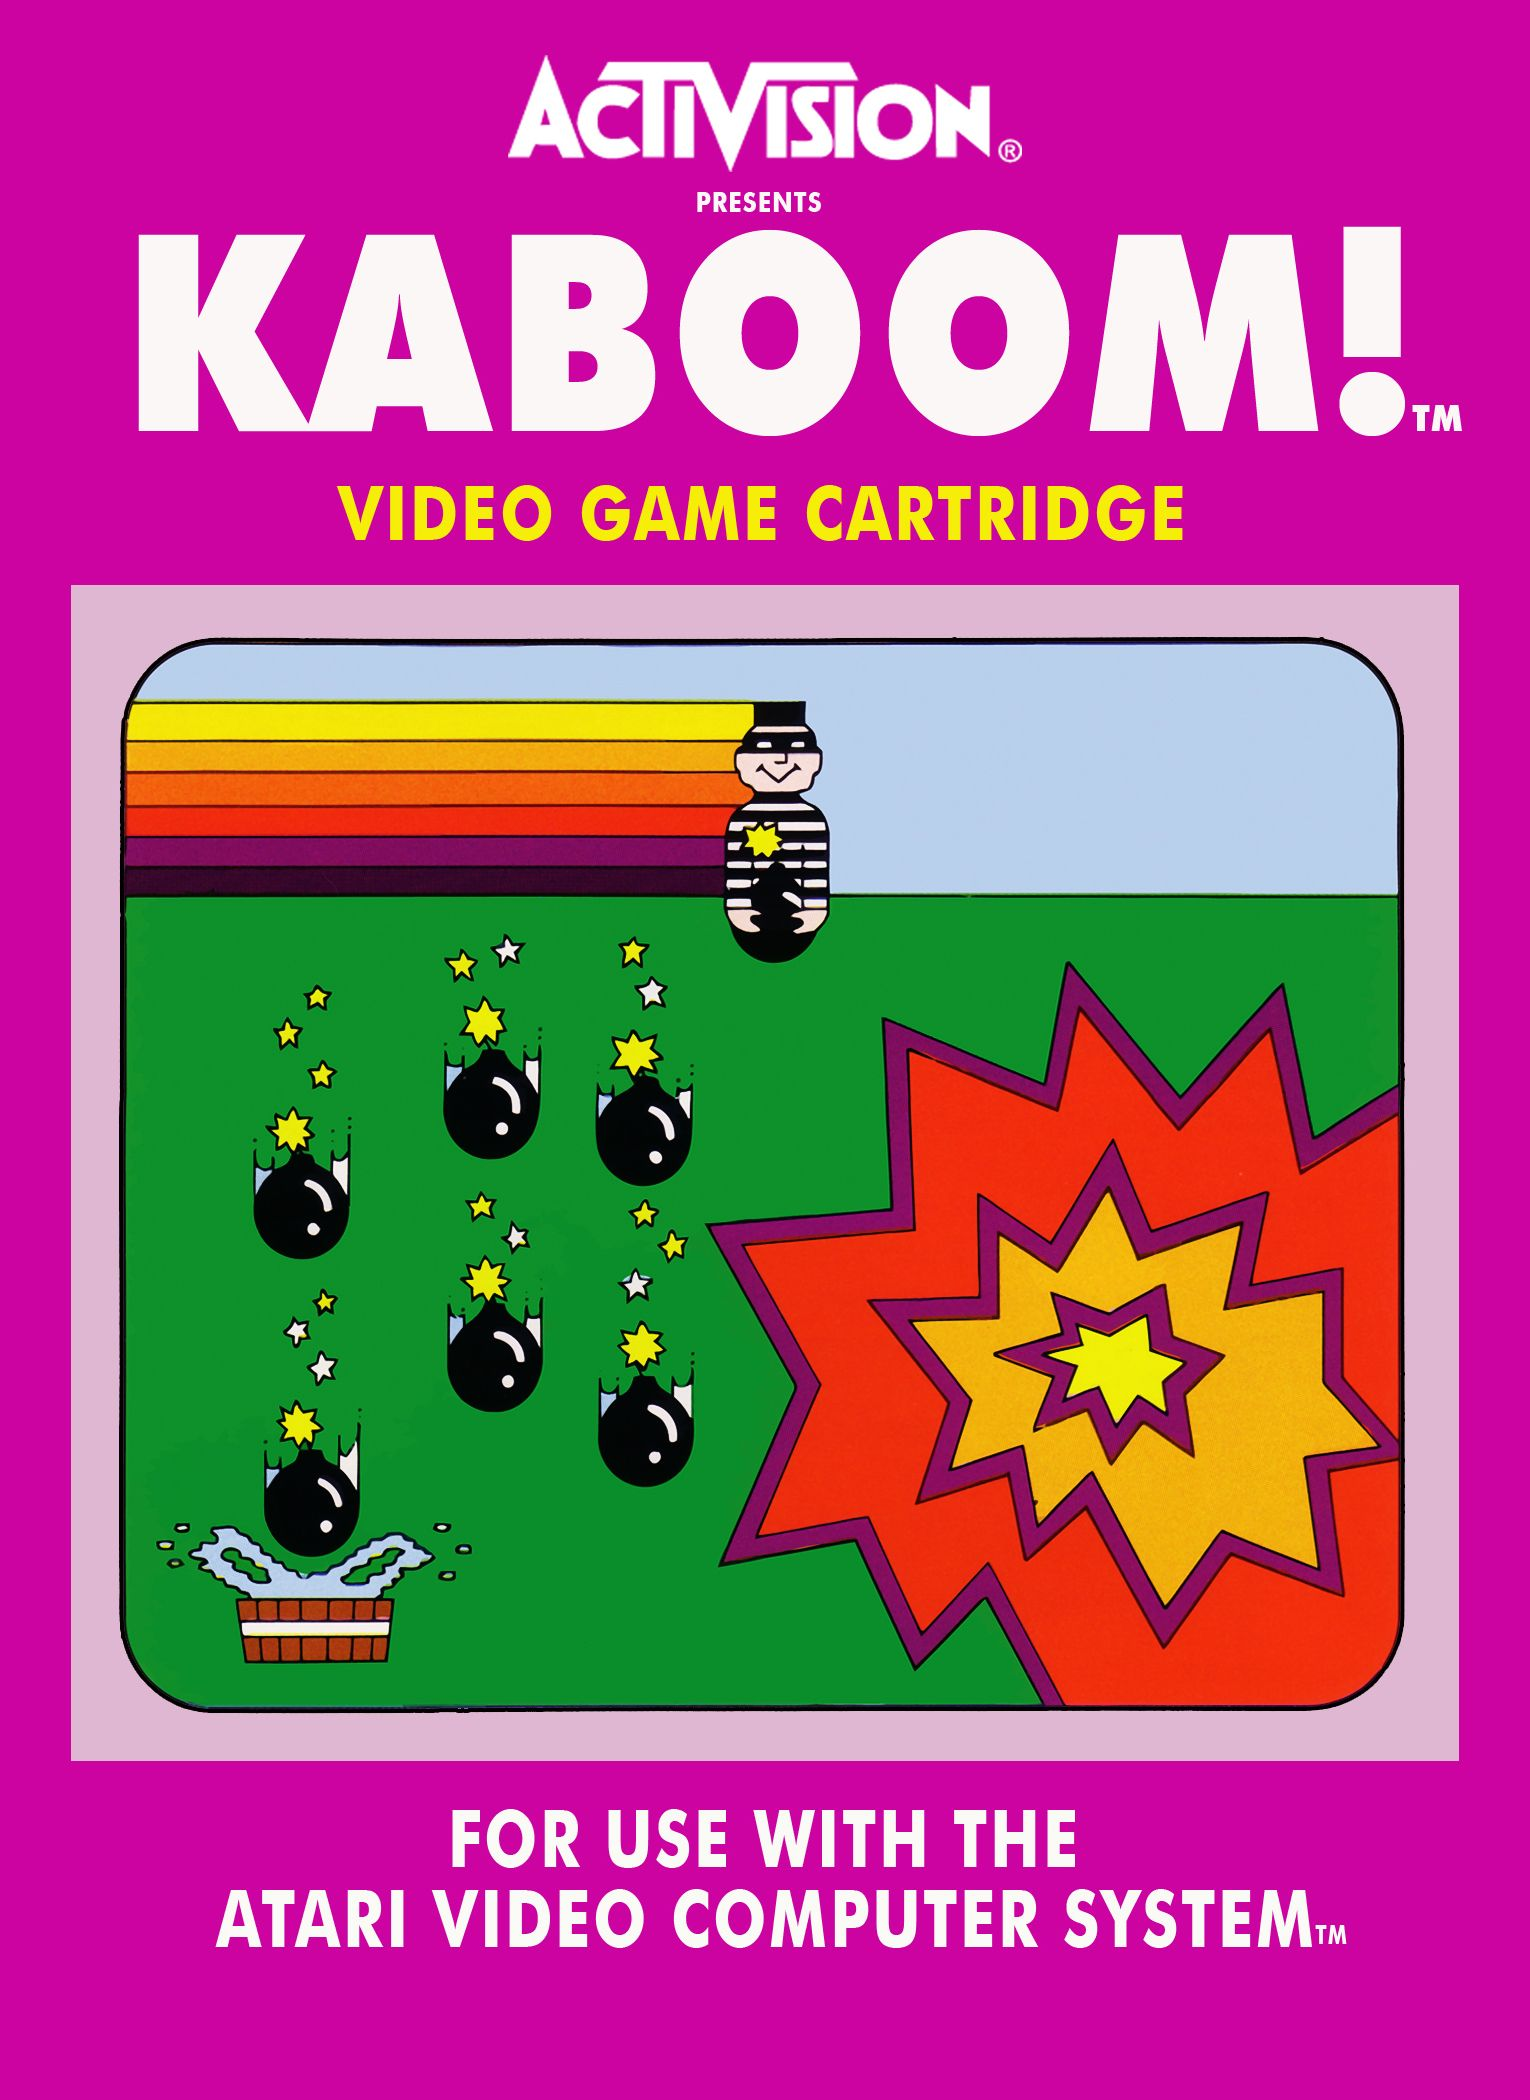 ACTIVISION®
PRESENTS
KABOOM!™
VIDEO GAME CARTRIDGE
FOR USE WITH THE
ATARI VIDEO COMPUTER SYSTEM™